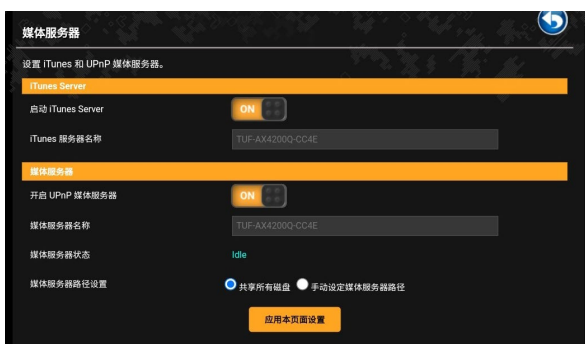 媒体服务器
设置 iTunes 和 UPnP 媒体服务器。
iTunes Server
启动 iTunes Server ON
iTunes 服务器名称 TUF-AX4200Q-CC4E
媒体服务器
开启 UPnP 媒体服务器 ON
媒体服务器名称 TUF-AX4200Q-CC4E
媒体服务器状态 Idle
媒体服务器路径设置 共享所有磁盘 手动设定媒体服务器路径
应用本页面设置